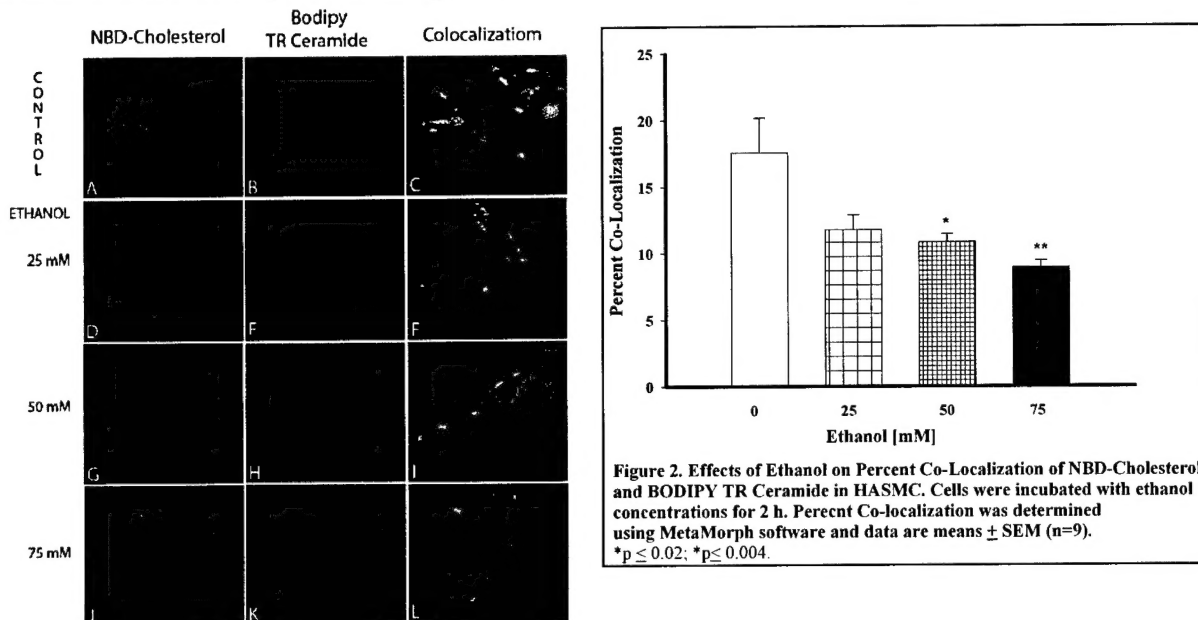 NBD-Cholesterol
Bodipy
TR Ceramide
Colocalizatiom
CONTROL
A
B
C
ETHANOL
25 mM
D
E
F
50 mM
G
H
I
75 mM
J
K
L
25
20
15
10
5
0
Percent Co-Localization
*
**
0
25
50
75
Ethanol [mM]
Figure 2. Effects of Ethanol on Percent Co-Localization of NBD-Cholesterol
and BODIPY TR Ceramide in HASMC. Cells were incubated with ethanol
concentrations for 2 h. Perecnt Co-localization was determined
using MetaMorph software and data are means ± SEM (n=9).
*p ≤ 0.02; *p≤ 0.004.